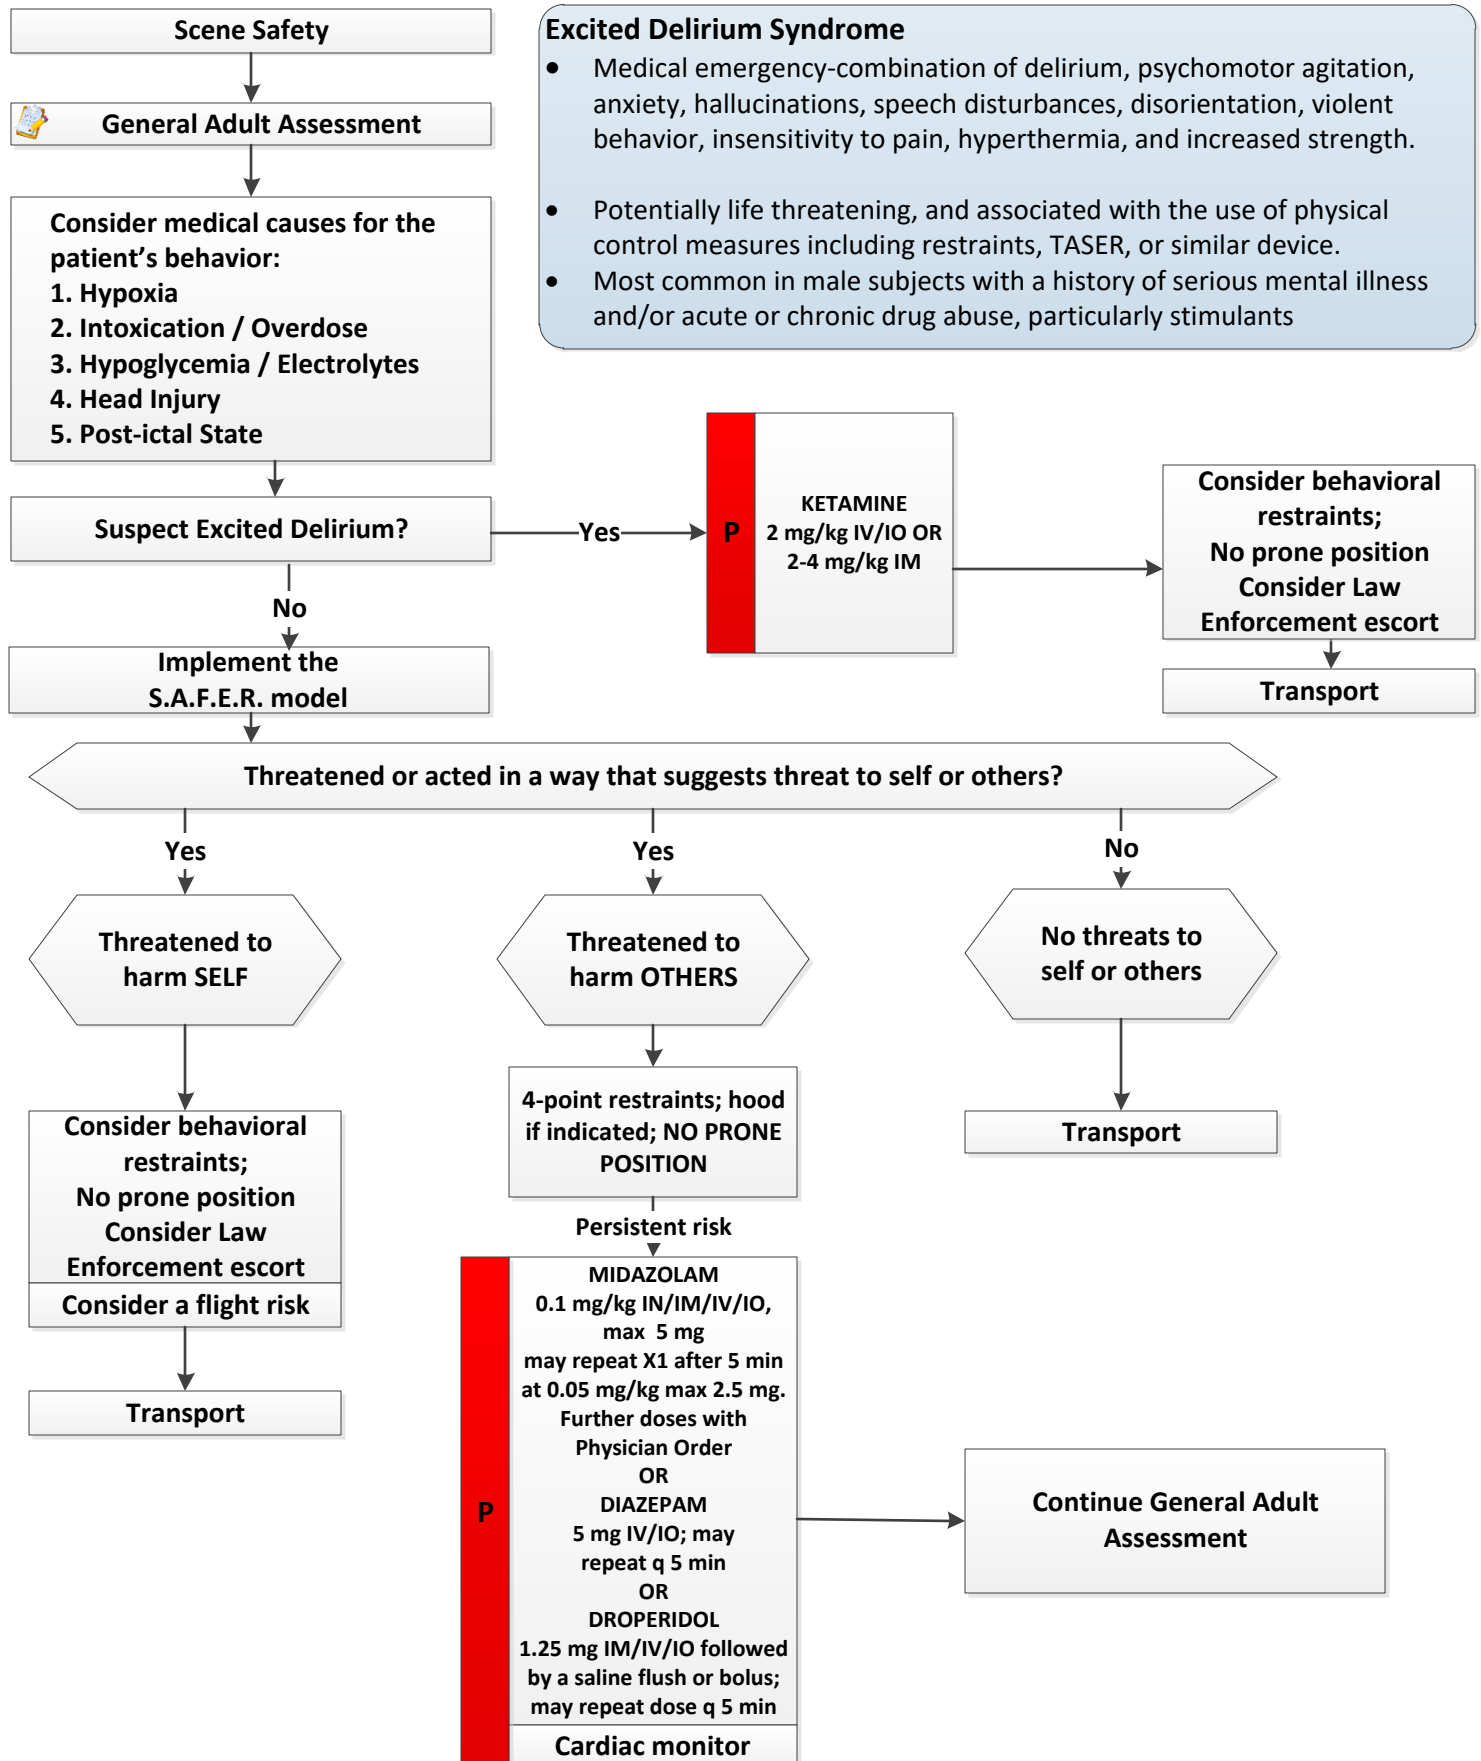 Scene Safety
General Adult Assessment
Consider medical causes for the
patient’s behavior:
1. Hypoxia
2. Intoxication / Overdose
3. Hypoglycemia / Electrolytes
4. Head Injury
5. Post-ictal State
Excited Delirium Syndrome
• Medical emergency-combination of delirium, psychomotor agitation,
anxiety, hallucinations, speech disturbances, disorientation, violent
behavior, insensitivity to pain, hyperthermia, and increased strength.
• Potentially life threatening, and associated with the use of physical
control measures including restraints, TASER, or similar device.
• Most common in male subjects with a history of serious mental illness
and/or acute or chronic drug abuse, particularly stimulants
Suspect Excited Delirium?
Yes
P
KETAMINE
2 mg/kg IV/IO OR
2-4 mg/kg IM
Consider behavioral
restraints;
No prone position
Consider Law
Enforcement escort
Transport
No
Implement the
S.A.F.E.R. model
Threatened or acted in a way that suggests threat to self or others?
Yes
Threatened to
harm SELF
Consider behavioral
restraints;
No prone position
Consider Law
Enforcement escort
Consider a flight risk
Transport
Yes
Threatened to
harm OTHERS
4-point restraints; hood
if indicated; NO PRONE
POSITION
Persistent risk
P
MIDAZOLAM
0.1 mg/kg IN/IM/IV/IO,
max  5 mg
may repeat X1 after 5 min
at 0.05 mg/kg max 2.5 mg.
Further doses with
Physician Order
OR
DIAZEPAM
5 mg IV/IO; may
repeat q 5 min
OR
DROPERIDOL
1.25 mg IM/IV/IO followed
by a saline flush or bolus;
may repeat dose q 5 min
Cardiac monitor
Continue General Adult
Assessment
No
No threats to
self or others
Transport